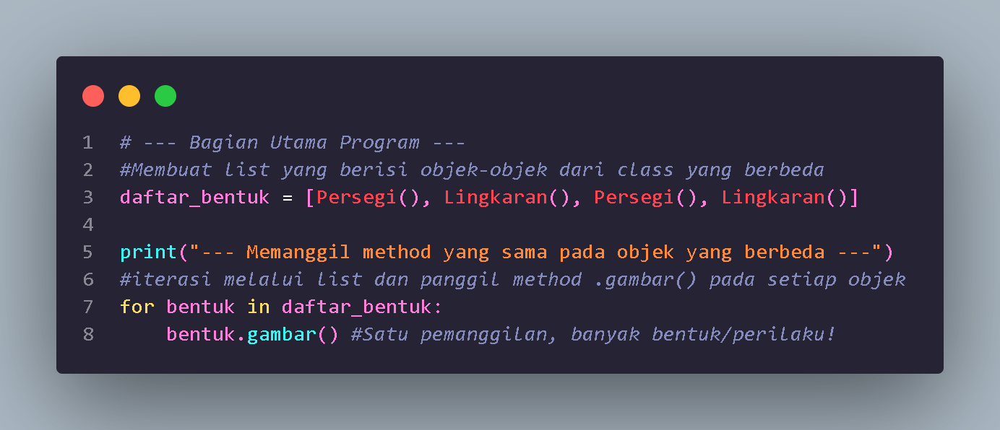 1 # --- Bagian Utama Program ---
2 #Membuat list yang berisi objek-objek dari class yang berbeda
3 daftar_bentuk = [Persegi(), Lingkaran(), Persegi(), Lingkaran()]
4
5 print("--- Memanggil method yang sama pada objek yang berbeda ---")
6 #iterasi melalui list dan panggil method .gambar() pada setiap objek
7 for bentuk in daftar_bentuk:
8     bentuk.gambar() #Satu pemanggilan, banyak bentuk/perilaku!